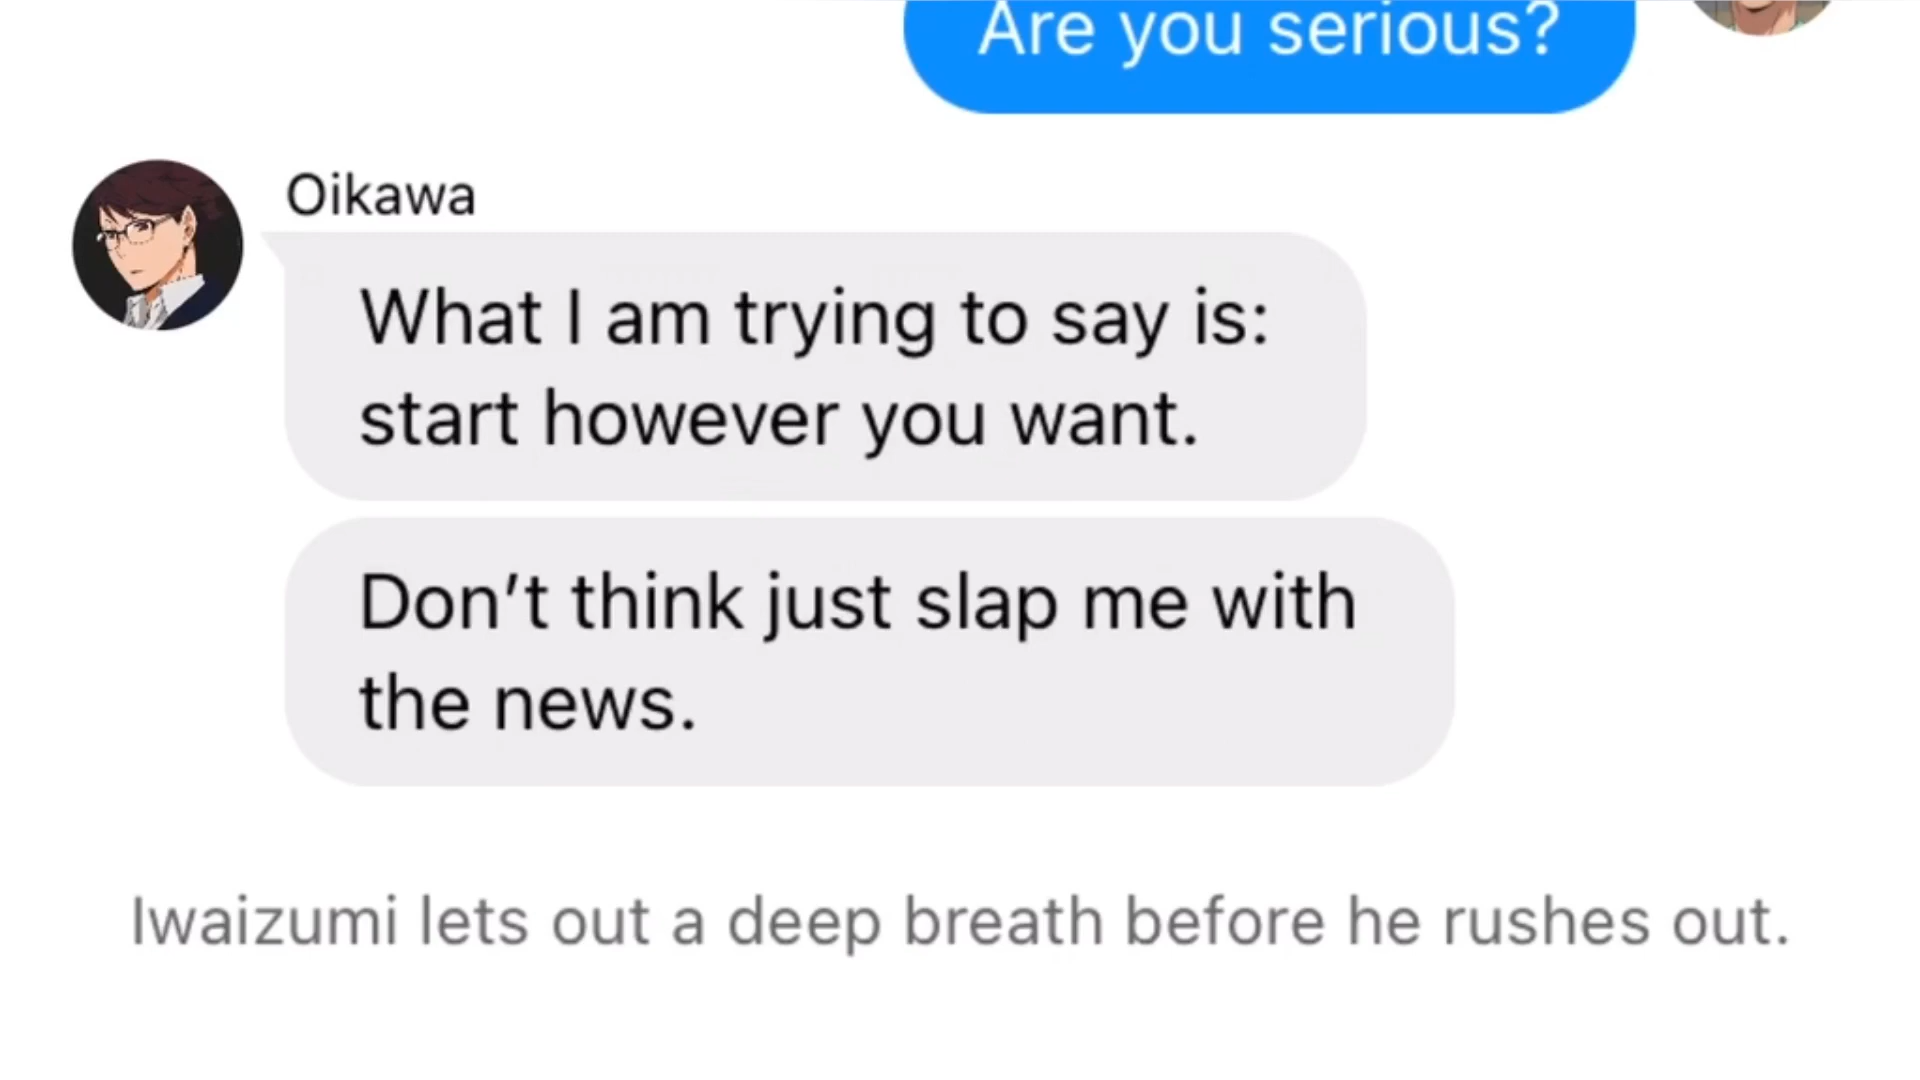 Are you serious?
Oikawa
What I am trying to say is:
start however you want.
Don’t think just slap me with
the news.
Iwaizumi lets out a deep breath before he rushes out.